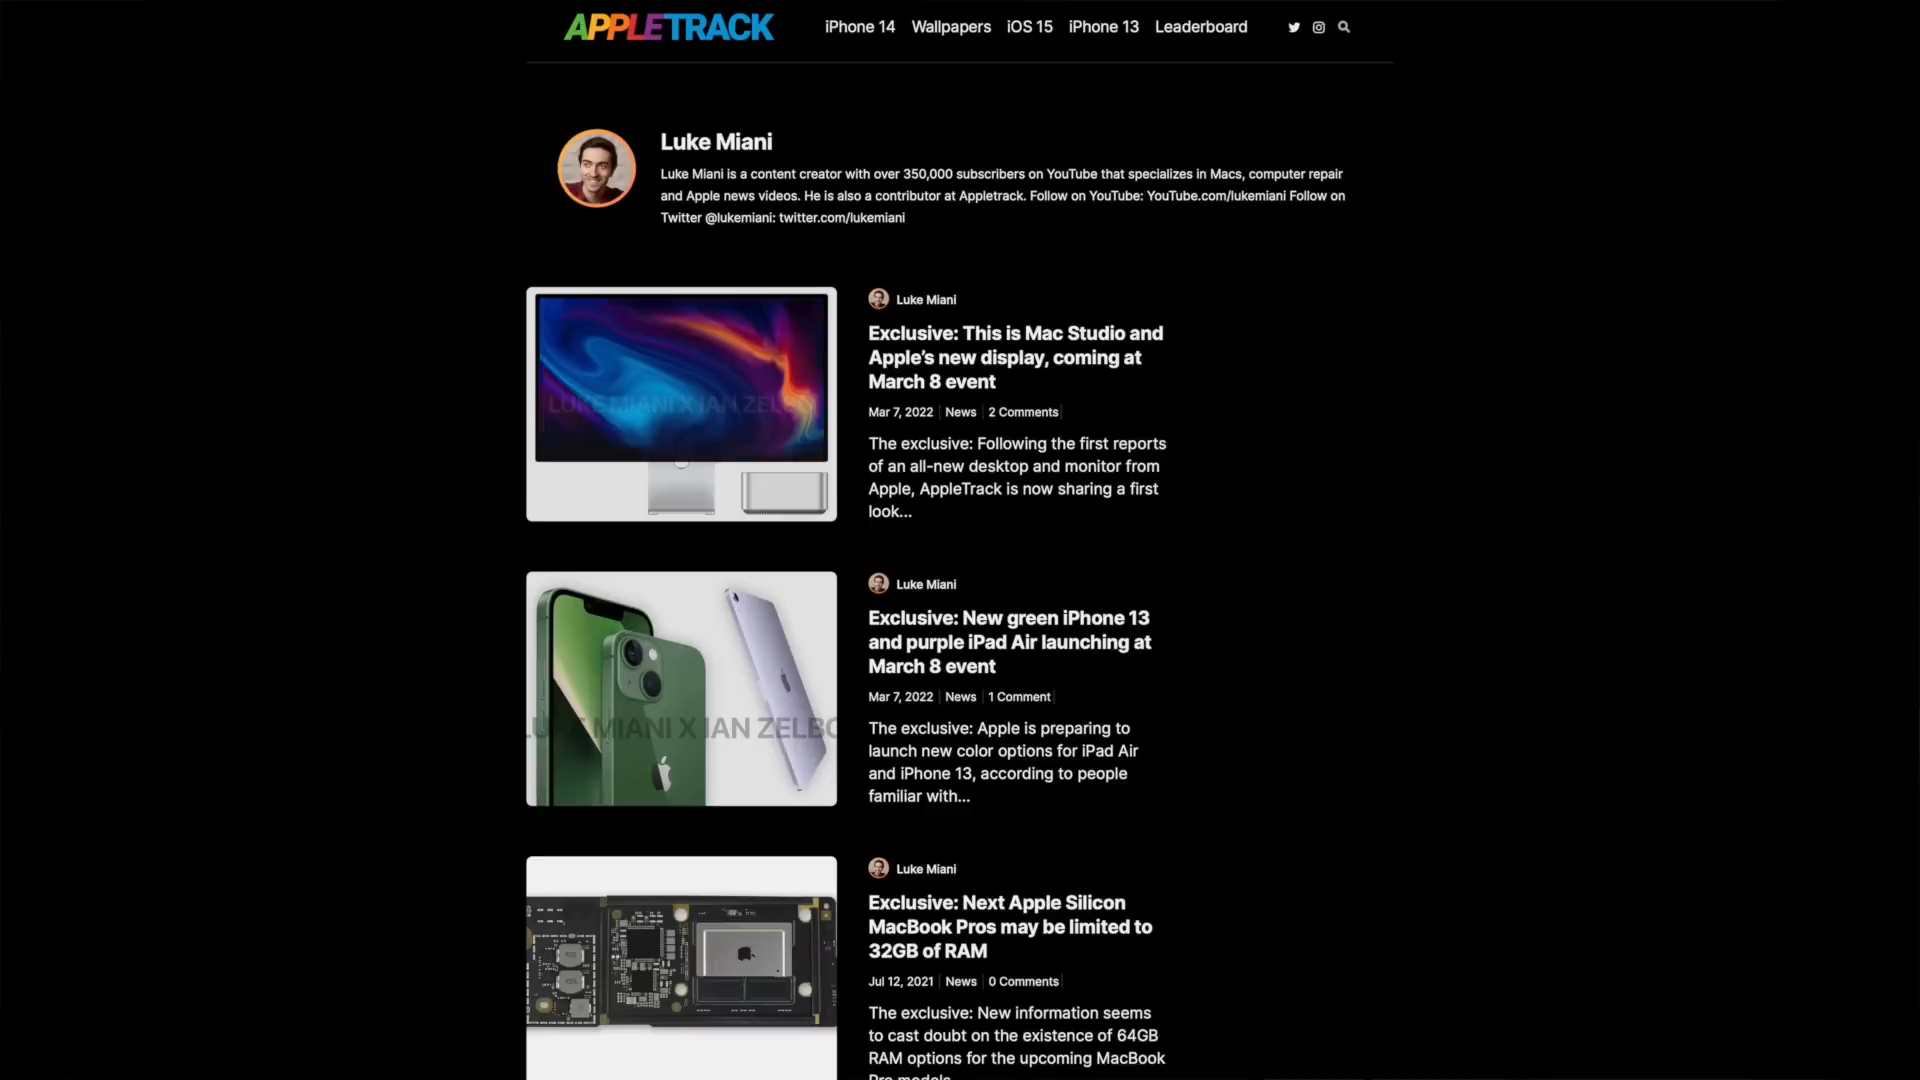 APPLETRACK
iPhone 14 Wallpapers iOS 15 iPhone 13 Leaderboard
Luke Miani
Luke Miani is a content creator with over 350,000 subscribers on YouTube that specializes in Macs, computer repair
and Apple news videos. He is also a contributor at Appletrack. Follow on YouTube: YouTube.com/lukemiani Follow on
Twitter @lukemiani: twitter.com/lukemiani
LUKE MIANI X IAN ZELBO
Luke Miani
Exclusive: This is Mac Studio and
Apple's new display, coming at
March 8 event
Mar 7, 2022 News 2 Comments
The exclusive: Following the first reports
of an all-new desktop and monitor from
Apple, AppleTrack is now sharing a first
look...
LUKE MIANI X IAN ZELBO
Luke Miani
Exclusive: New green iPhone 13
and purple iPad Air launching at
March 8 event
Mar 7, 2022 News 1 Comment
The exclusive: Apple is preparing to
launch new color options for iPad Air
and iPhone 13, according to people
familiar with...
Luke Miani
Exclusive: Next Apple Silicon
MacBook Pros may be limited to
32GB of RAM
Jul 12, 2021 News 0 Comments
The exclusive: New information seems
to cast doubt on the existence of 64GB
RAM options for the upcoming MacBook
Pro models